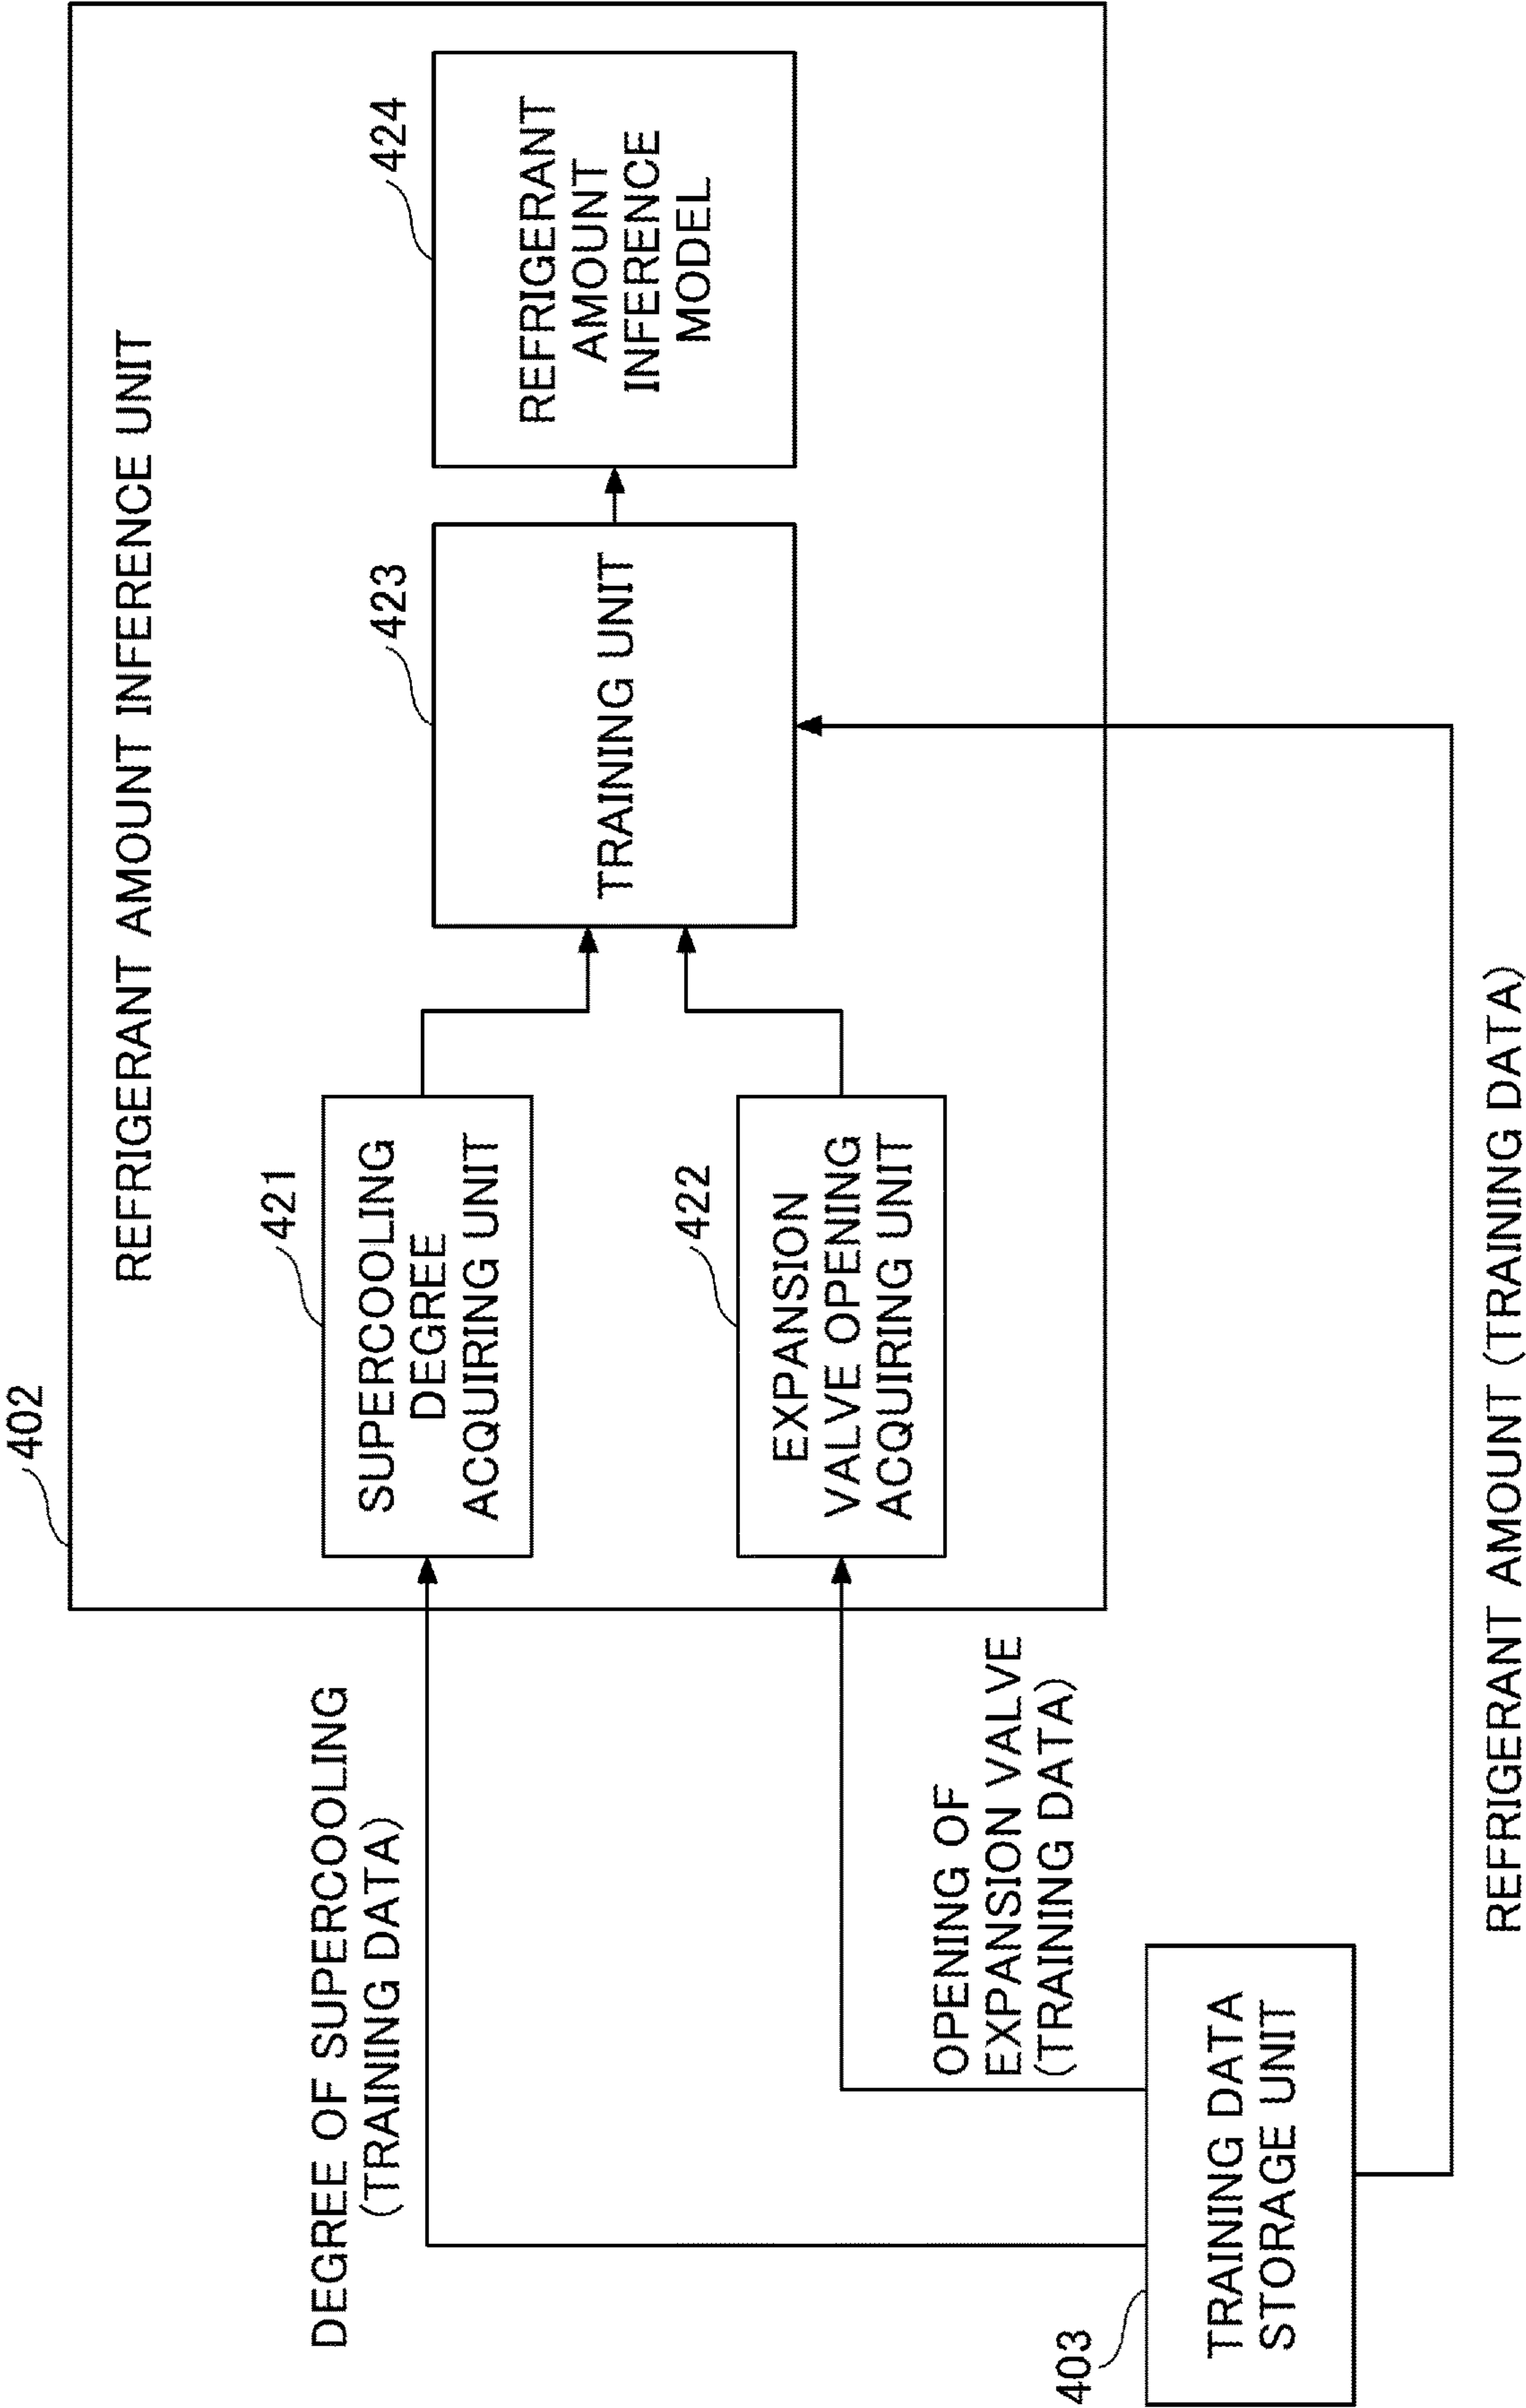 402
REFRIGERANT AMOUNT INFERENCE UNIT
DEGREE OF SUPERCOOLING
(TRAINING DATA)
421
SUPERCOOLING
DEGREE
ACQUIRING UNIT
423
TRAINING UNIT
424
REFRIGERANT
AMOUNT
INFERENCE
MODEL
422
EXPANSION
VALVE OPENING
ACQUIRING UNIT
OPENING OF
EXPANSION VALVE
(TRAINING DATA)
403
TRAINING DATA
STORAGE UNIT
REFRIGERANT AMOUNT (TRAINING DATA)